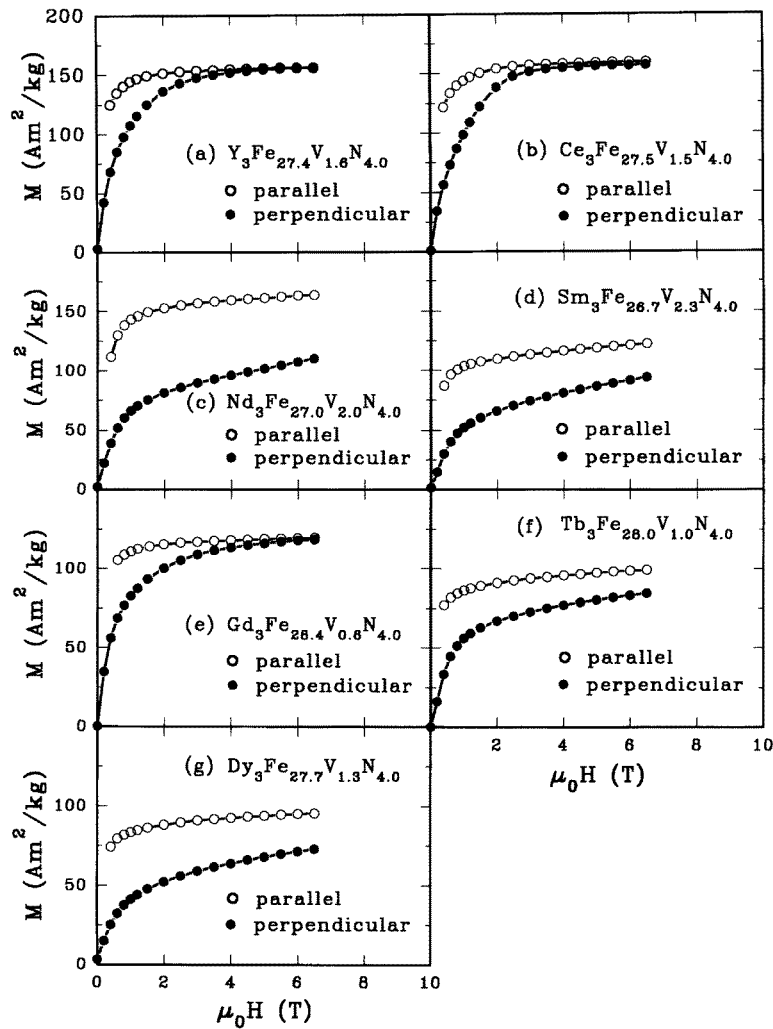 200
150
100
50
0
M (Am²/kg)
(a) Y₃Fe₂₇.₄V₁.₆N₄.₀
parallel
perpendicular
(b) Ce₃Fe₂₇.₅V₁.₅N₄.₀
parallel
perpendicular
150
100
50
0
M (Am²/kg)
(c) Nd₃Fe₂₇.₀V₂.₀N₄.₀
parallel
perpendicular
(d) Sm₃Fe₂₆.₇V₂.₃N₄.₀
parallel
perpendicular
100
50
0
M (Am²/kg)
(e) Gd₃Fe₂₈.₄V₀.₆N₄.₀
parallel
perpendicular
(f) Tb₃Fe₂₈.₀V₁.₀N₄.₀
parallel
perpendicular
0 2 4 6 8 10
μ₀H (T)
100
50
0
M (Am²/kg)
(g) Dy₃Fe₂₇.₇V₁.₃N₄.₀
parallel
perpendicular
0 2 4 6 8 10
μ₀H (T)